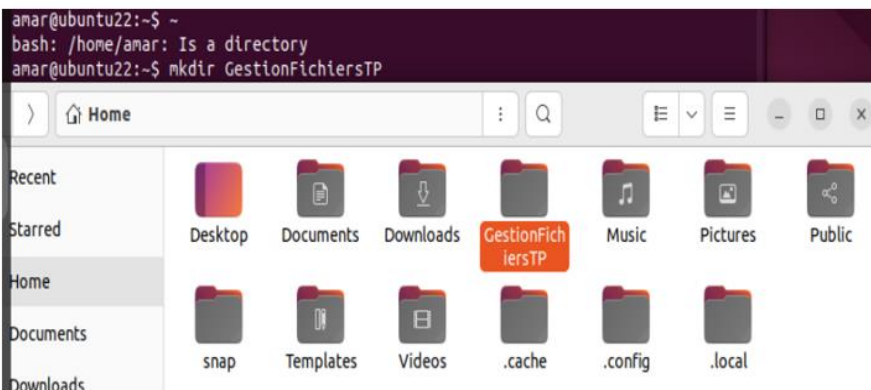 amar@ubuntu22:~$ ~
bash: /home/amar: Is a directory
amar@ubuntu22:~$ mkdir GestionFichiersTP
Home
Recent
Starred
Home
Documents
Downloads
Desktop
Documents
Downloads
GestionFich
iersTP
Music
Pictures
Public
snap
Templates
Videos
.cache
.config
.local